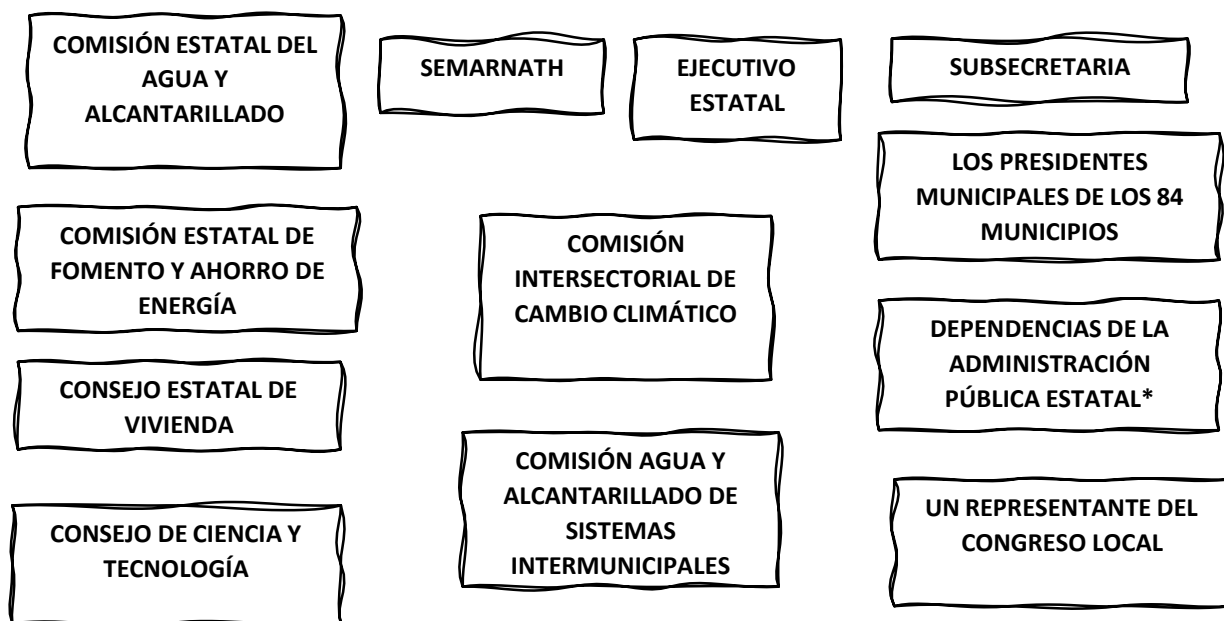 COMISIÓN ESTATAL DEL
AGUA Y
ALCANTARILLADO
SEMARNATH
EJECUTIVO
ESTATAL
SUBSECRETARIA
LOS PRESIDENTES
MUNICIPALES DE LOS 84
MUNICIPIOS
COMISIÓN ESTATAL DE
FOMENTO Y AHORRO DE
ENERGÍA
COMISIÓN
INTERSECTORIAL DE
CAMBIO CLIMÁTICO
DEPENDENCIAS DE LA
ADMINISTRACIÓN
PÚBLICA ESTATAL*
CONSEJO ESTATAL DE
VIVIENDA
COMISIÓN AGUA Y
ALCANTARILLADO DE
SISTEMAS
INTERMUNICIPALES
UN REPRESENTANTE DEL
CONGRESO LOCAL
CONSEJO DE CIENCIA Y
TECNOLOGÍA